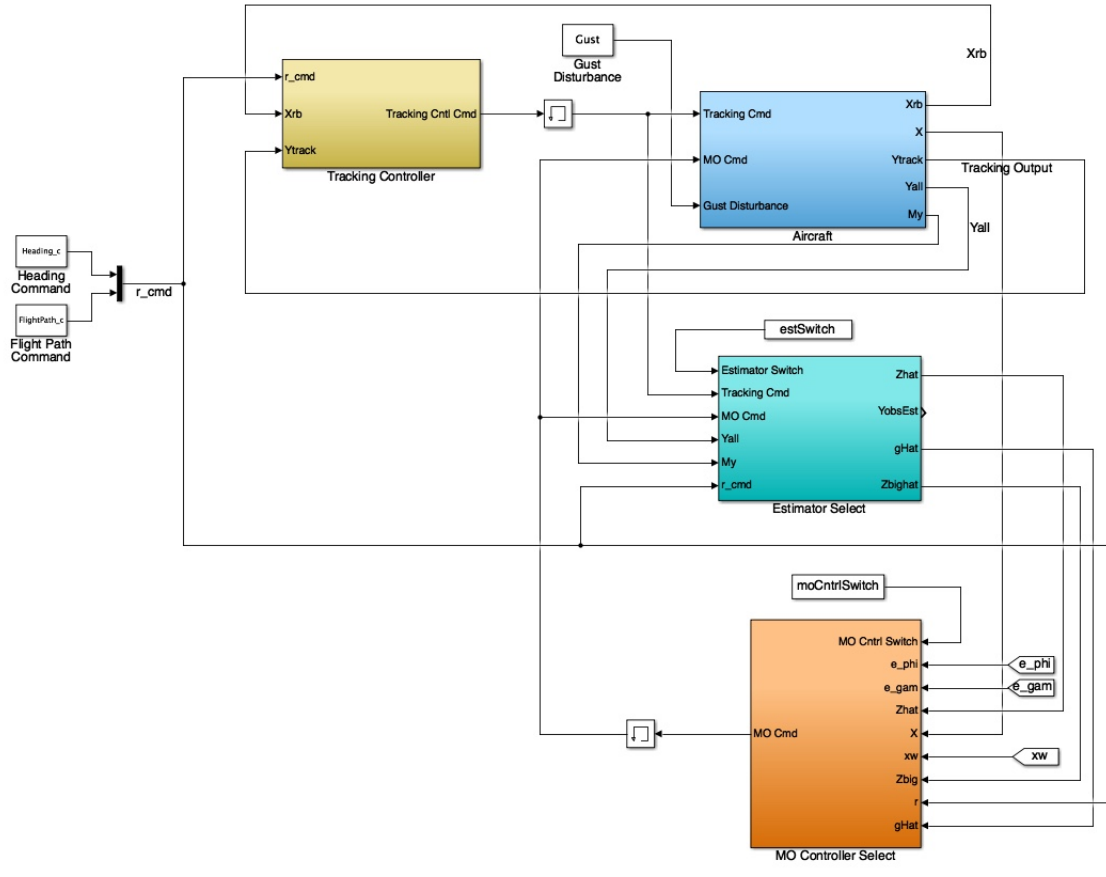 Gust
Gust
Disturbance
Xrb
r_cmd
Xrb
Ytrack
Tracking Cntl Cmd
Tracking Controller
Tracking Cmd
MO Cmd
Gust Disturbance
Xrb
X
Ytrack
Yall
My
Aircraft
Tracking Output
Yall
Heading_c
Heading
Command
r_cmd
FlightPath_c
Flight Path
Command
estSwitch
Estimator Switch
Tracking Cmd
MO Cmd
Yall
My
r_cmd
Zhat
YobsEst
gHat
Zbighat
Estimator Select
moCntrlSwitch
MO Cntrl Switch
e_phi
e_gam
Zhat
X
xw
Zbig
r
gHat
MO Cmd
e_phi
e_gam
xw
MO Controller Select